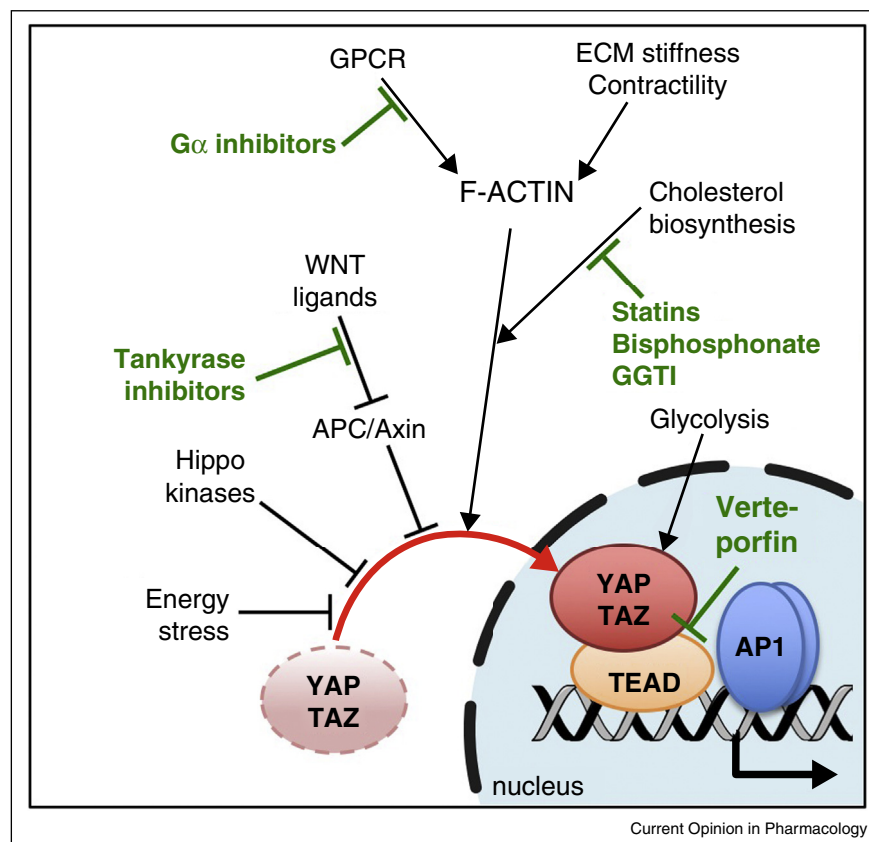 GPCR
ECM stiffness
Contractility
Gα inhibitors
F-ACTIN
Cholesterol
biosynthesis
WNT
ligands
Statins
Bisphosphonate
GGTI
Tankyrase
inhibitors
APC/Axin
Glycolysis
Hippo
kinases
Verte-
porfin
Energy
stress
YAP
TAZ
YAP
TAZ
TEAD
AP1
nucleus
Current Opinion in Pharmacology